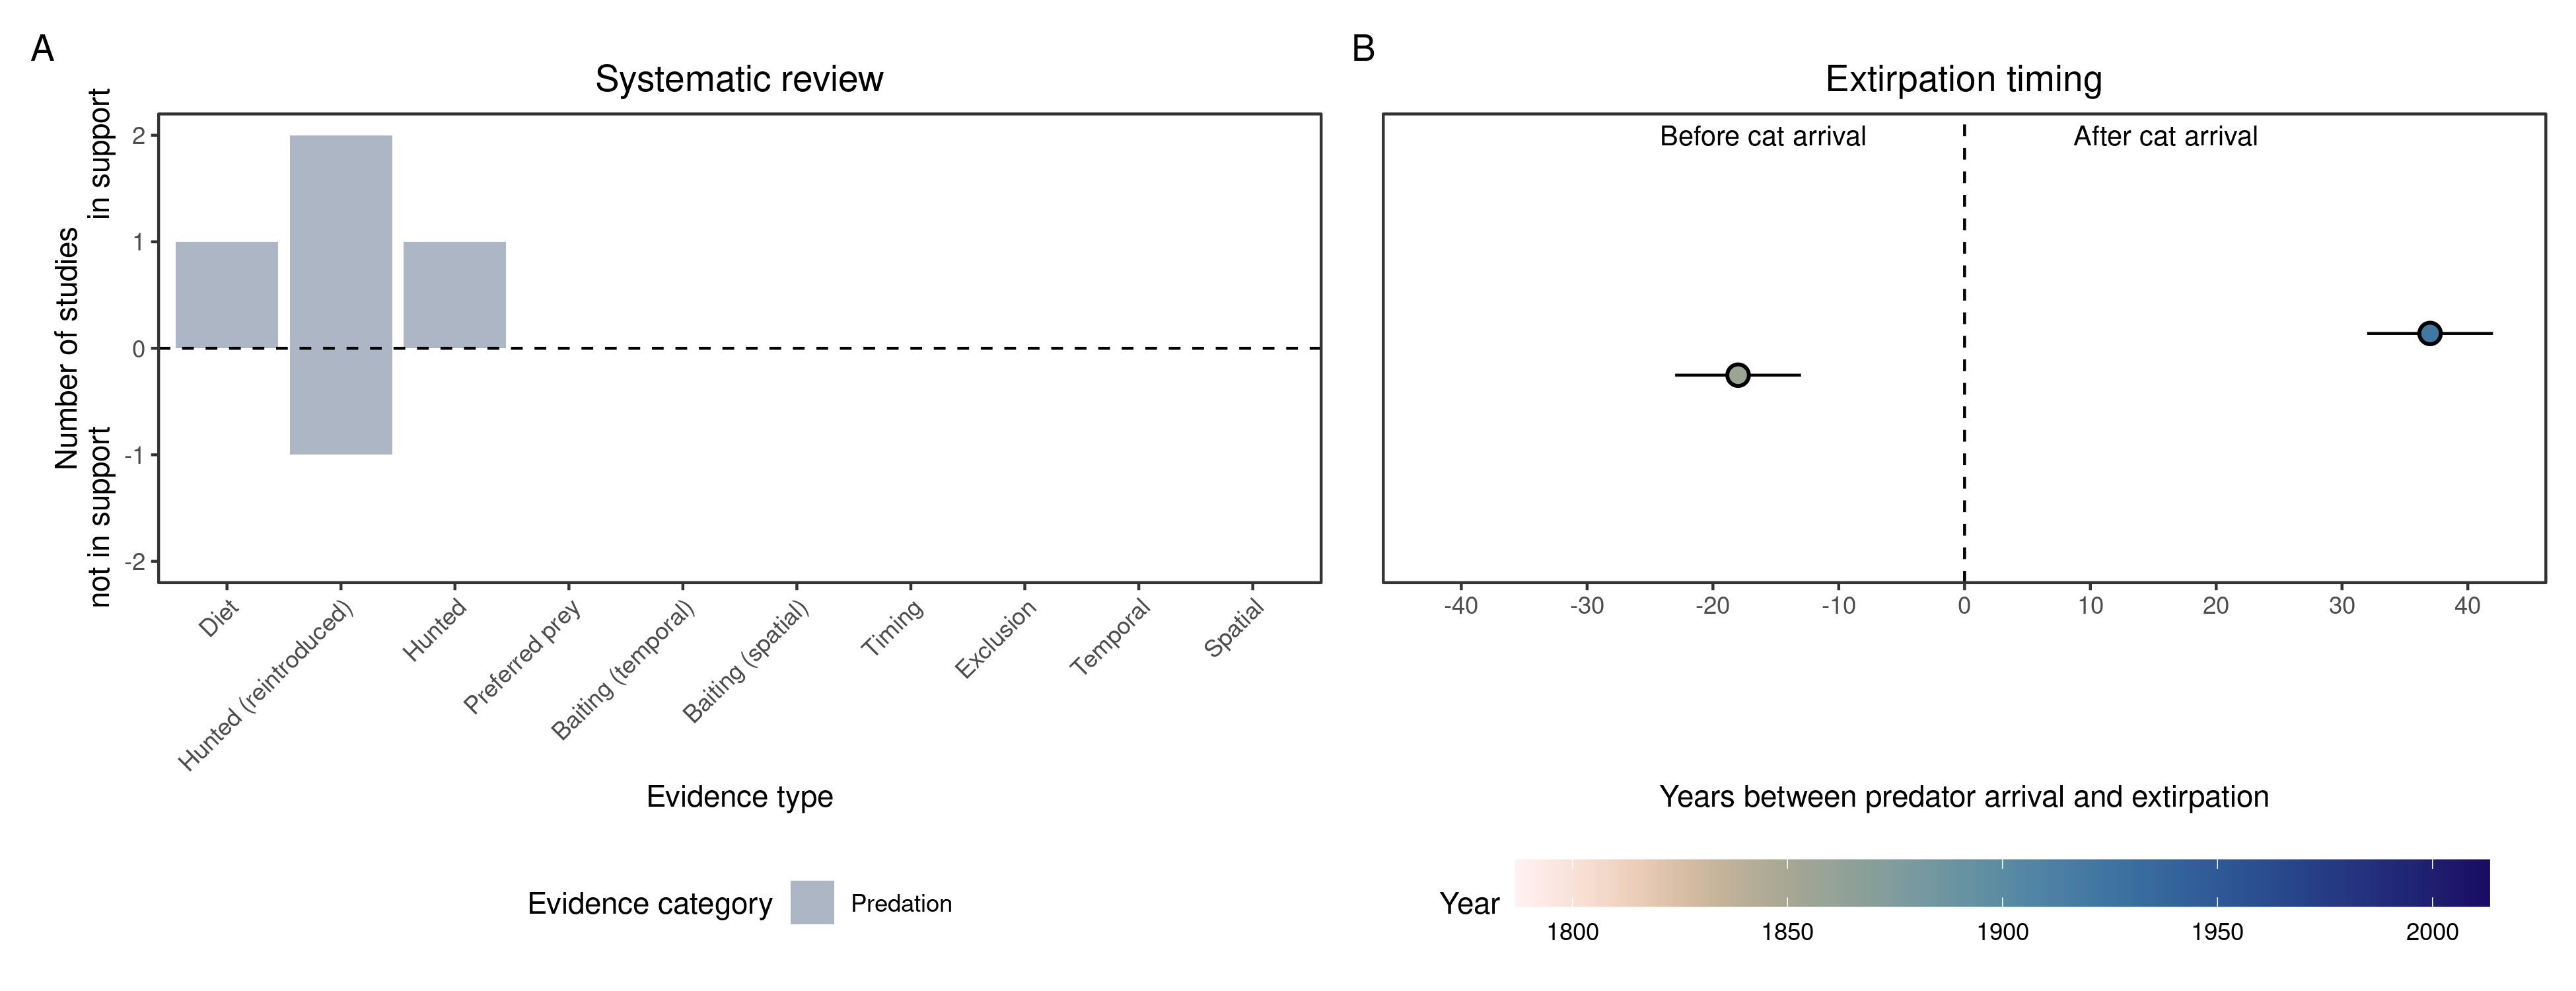 A
Systematic review
Number of studies
not in support
in support
2
1
0
-1
-2
Diet
Hunted (reintroduced)
Hunted
Preferred prey
Baiting (temporal)
Baiting (spatial)
Timing
Exclusion
Temporal
Spatial
Evidence type
Evidence category
Predation
B
Extirpation timing
Before cat arrival
After cat arrival
-40 -30 -20 -10 0 10 20 30 40
Years between predator arrival and extirpation
Year
1800 1850 1900 1950 2000